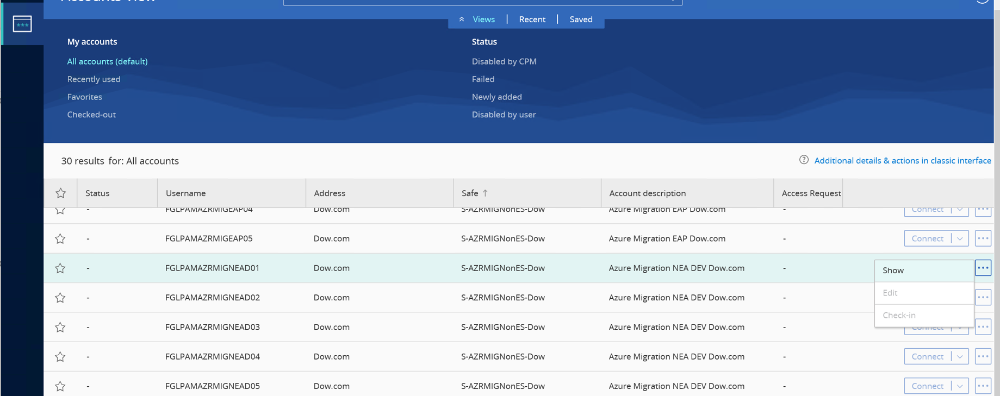 Accounts View
Views | Recent | Saved
My accounts
All accounts (default)
Recently used
Favorites
Checked-out
Status
Disabled by CPM
Failed
Newly added
Disabled by user
30 results for: All accounts
Additional details & actions in classic interface
Status Username Address Safe ↑ Account description Access Request
- FGLPAMAZRMIGEAP04 Dow.com S-AZRMIGNonES-Dow Azure Migration EAP Dow.com - Connect
- FGLPAMAZRMIGEAP05 Dow.com S-AZRMIGNonES-Dow Azure Migration EAP Dow.com - Connect
- FGLPAMAZRMIGNEAD01 Dow.com S-AZRMIGNonES-Dow Azure Migration NEA DEV Dow.com -
Show
Edit
Check-in
- FGLPAMAZRMIGNEAD02 Dow.com S-AZRMIGNonES-Dow Azure Migration NEA DEV Dow.com -
- FGLPAMAZRMIGNEAD03 Dow.com S-AZRMIGNonES-Dow Azure Migration NEA DEV Dow.com - Connect
- FGLPAMAZRMIGNEAD04 Dow.com S-AZRMIGNonES-Dow Azure Migration NEA DEV Dow.com - Connect
- FGLPAMAZRMIGNEAD05 Dow.com S-AZRMIGNonES-Dow Azure Migration NEA DEV Dow.com - Connect